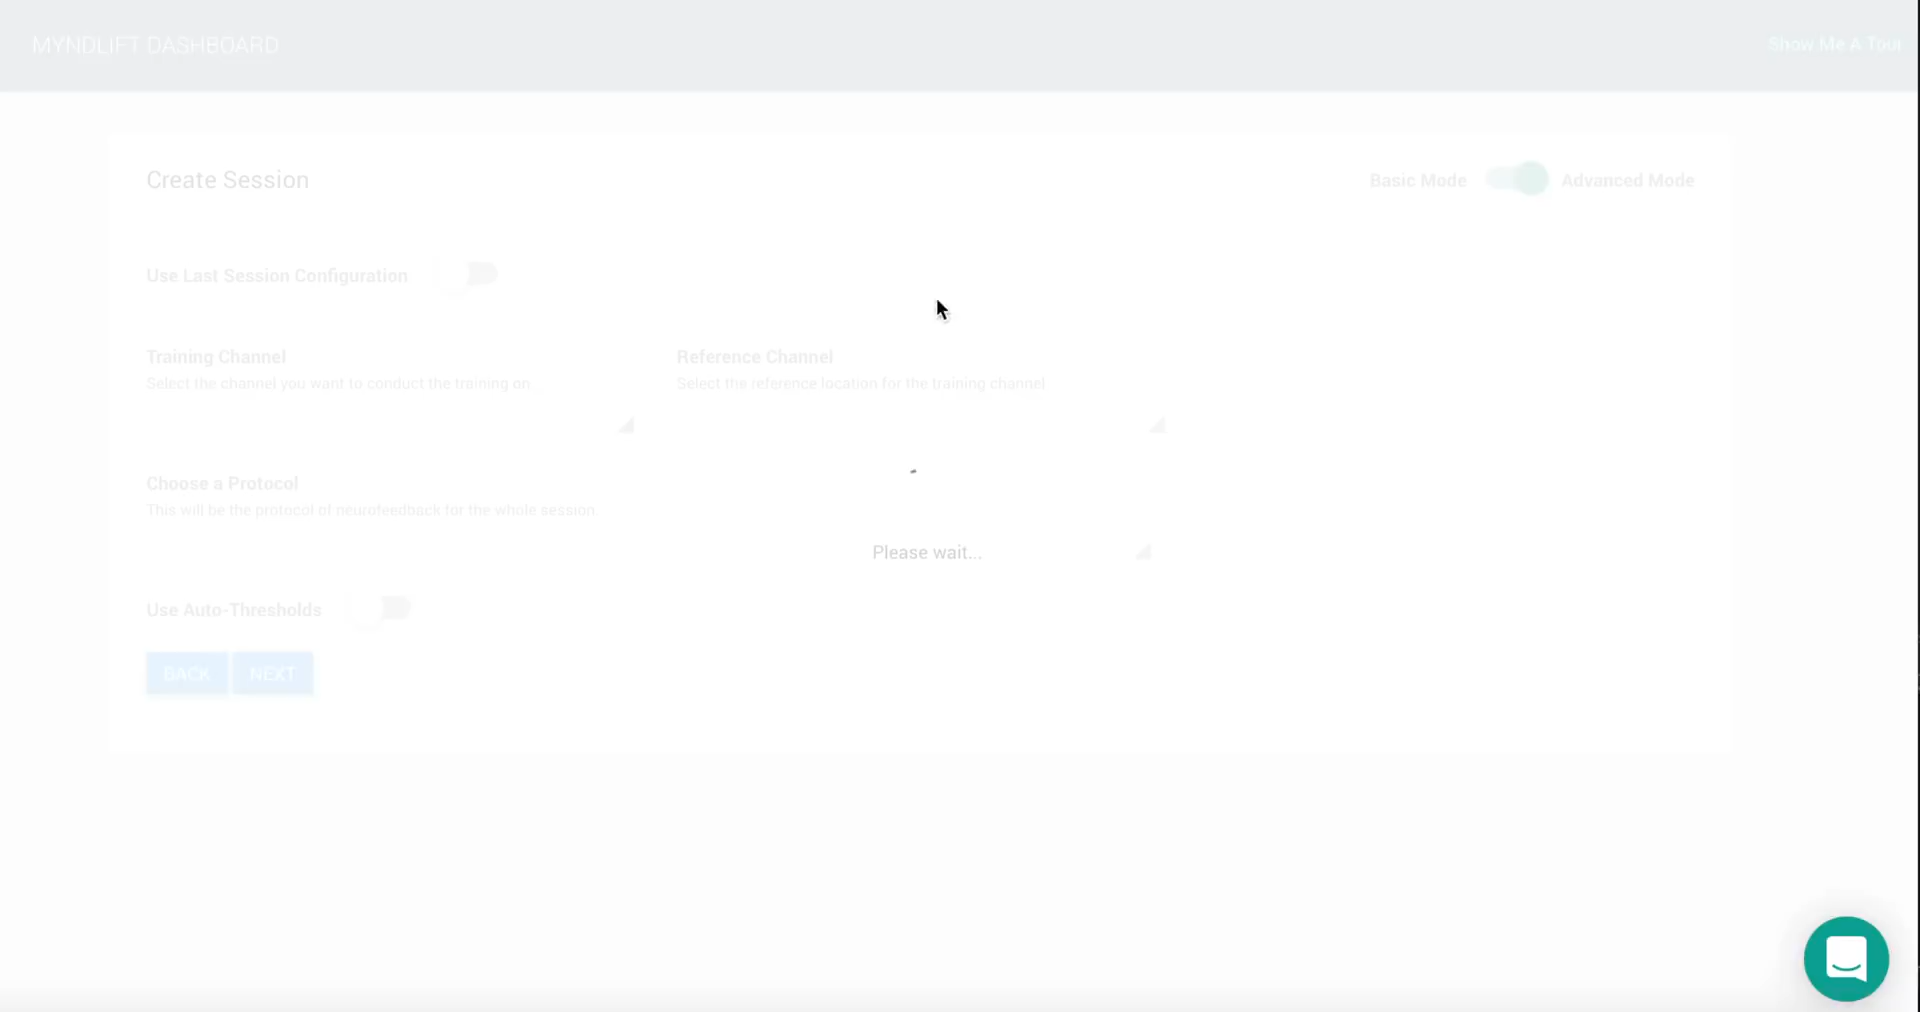 MYNDLIFT DASHBOARD
Show Me A Tour
Create Session
Basic Mode
Advanced Mode
Use Last Session Configuration
Training Channel
Reference Channel
Select the channel you want to conduct the training on
Select the reference location for the training channel
Choose a Protocol
This will be the protocol of neurofeedback for the whole session
Please wait...
Use Auto-Thresholds
BACK
NEXT